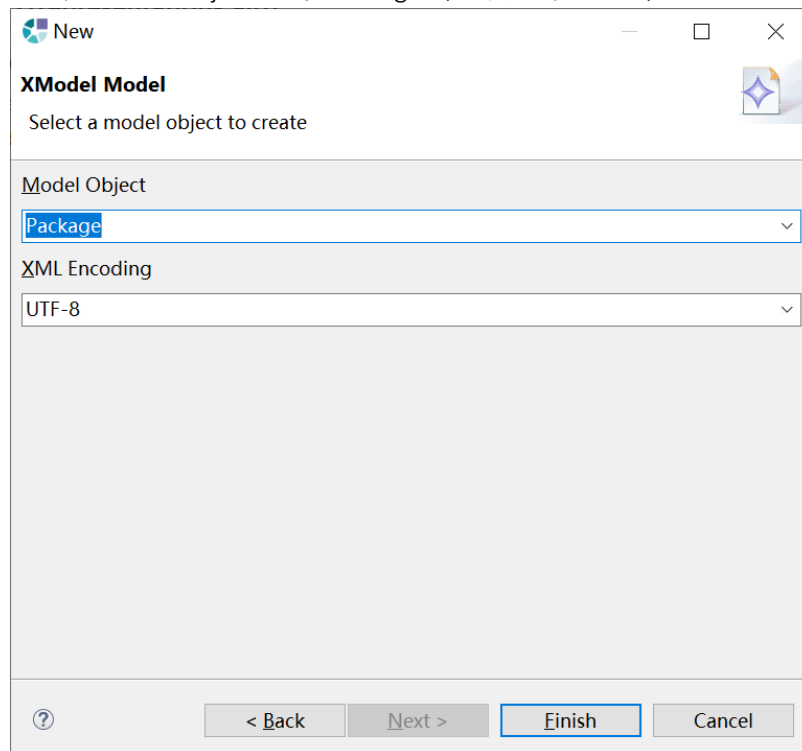 New
XModel Model
Select a model object to create
Model Object
Package
XML Encoding
UTF-8
< Back
Next >
Finish
Cancel